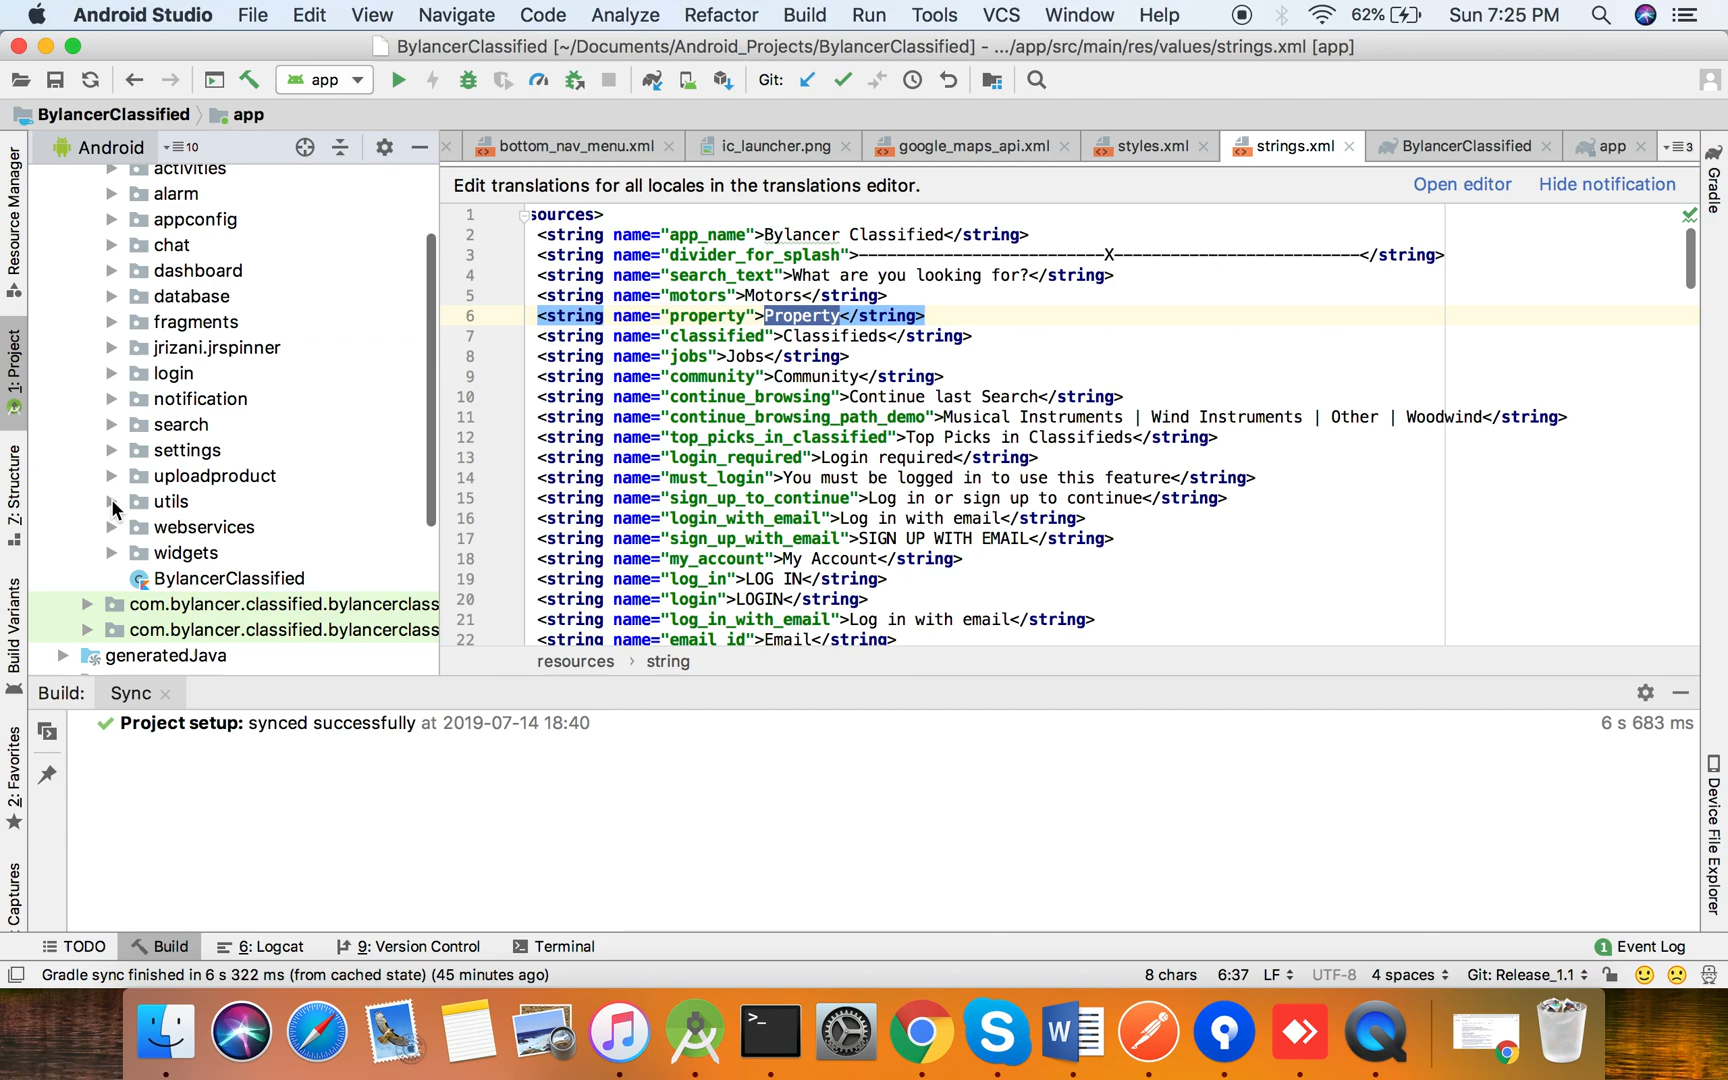 Android Studio File Edit View Navigate Code Analyze Refactor Build Run Tools VCS Window Help 62% Sun 7:25 PM
BylancerClassified [~/Documents/Android_Projects/BylancerClassified] - .../app/src/main/res/values/strings.xml [app]
app Git:
BylancerClassified app
Android 10 bottom_nav_menu.xml ic_launcher.png google_maps_api.xml styles.xml strings.xml BylancerClassified app 3
Edit translations for all locales in the translations editor. Open editor Hide notification
activities
alarm
appconfig
chat
dashboard
database
fragments
jrizani.jrspinner
login
notification
search
settings
uploadproduct
utils
webservices
widgets
BylancerClassified
com.bylancer.classified.bylancerclass
com.bylancer.classified.bylancerclass
generatedJava
1 sources>
2 <string name="app_name">Bylancer Classified</string>
3 <string name="divider_for_splash">--------------------------X--------------------------</string>
4 <string name="search_text">What are you looking for?</string>
5 <string name="motors">Motors</string>
6 <string name="property">Property</string>
7 <string name="classified">Classifieds</string>
8 <string name="jobs">Jobs</string>
9 <string name="community">Community</string>
10 <string name="continue_browsing">Continue last Search</string>
11 <string name="continue_browsing_path_demo">Musical Instruments | Wind Instruments | Other | Woodwind</string>
12 <string name="top_picks_in_classified">Top Picks in Classifieds</string>
13 <string name="login_required">Login required</string>
14 <string name="must_login">You must be logged in to use this feature</string>
15 <string name="sign_up_to_continue">Log in or sign up to continue</string>
16 <string name="login_with_email">Log in with email</string>
17 <string name="sign_up_with_email">SIGN UP WITH EMAIL</string>
18 <string name="my_account">My Account</string>
19 <string name="log_in">LOG IN</string>
20 <string name="login">LOGIN</string>
21 <string name="log_in_with_email">Log in with email</string>
22 <string name="email_id">Email</string>
resources › string
Build: Sync
Project setup: synced successfully at 2019-07-14 18:40 6 s 683 ms
Resource Manager
1: Project
7: Structure
Build Variants
2: Favorites
Captures
Gradle
Device File Explorer
TODO Build 6: Logcat 9: Version Control Terminal 1 Event Log
Gradle sync finished in 6 s 322 ms (from cached state) (45 minutes ago) 8 chars 6:37 LF UTF-8 4 spaces Git: Release_1.1
>_ S W